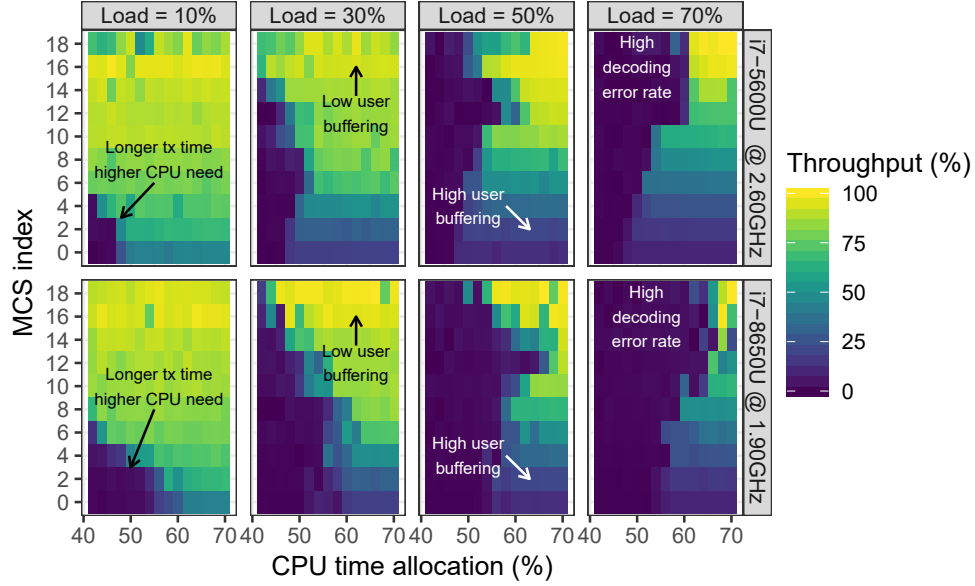 Load = 10%
Load = 30%
Load = 50%
Load = 70%
MCS index
18
16
14
12
10
8
6
4
2
0
Longer tx time
higher CPU need
Low user
buffering
High user
buffering
High
decoding
error rate
i7−5600U @ 2.60GHz
18
16
14
12
10
8
6
4
2
0
Longer tx time
higher CPU need
Low user
buffering
High user
buffering
High
decoding
error rate
i7−8650U @ 1.90GHz
40 50 60 70
40 50 60 70
40 50 60 70
40 50 60 70
CPU time allocation (%)
Throughput (%)
100
75
50
25
0